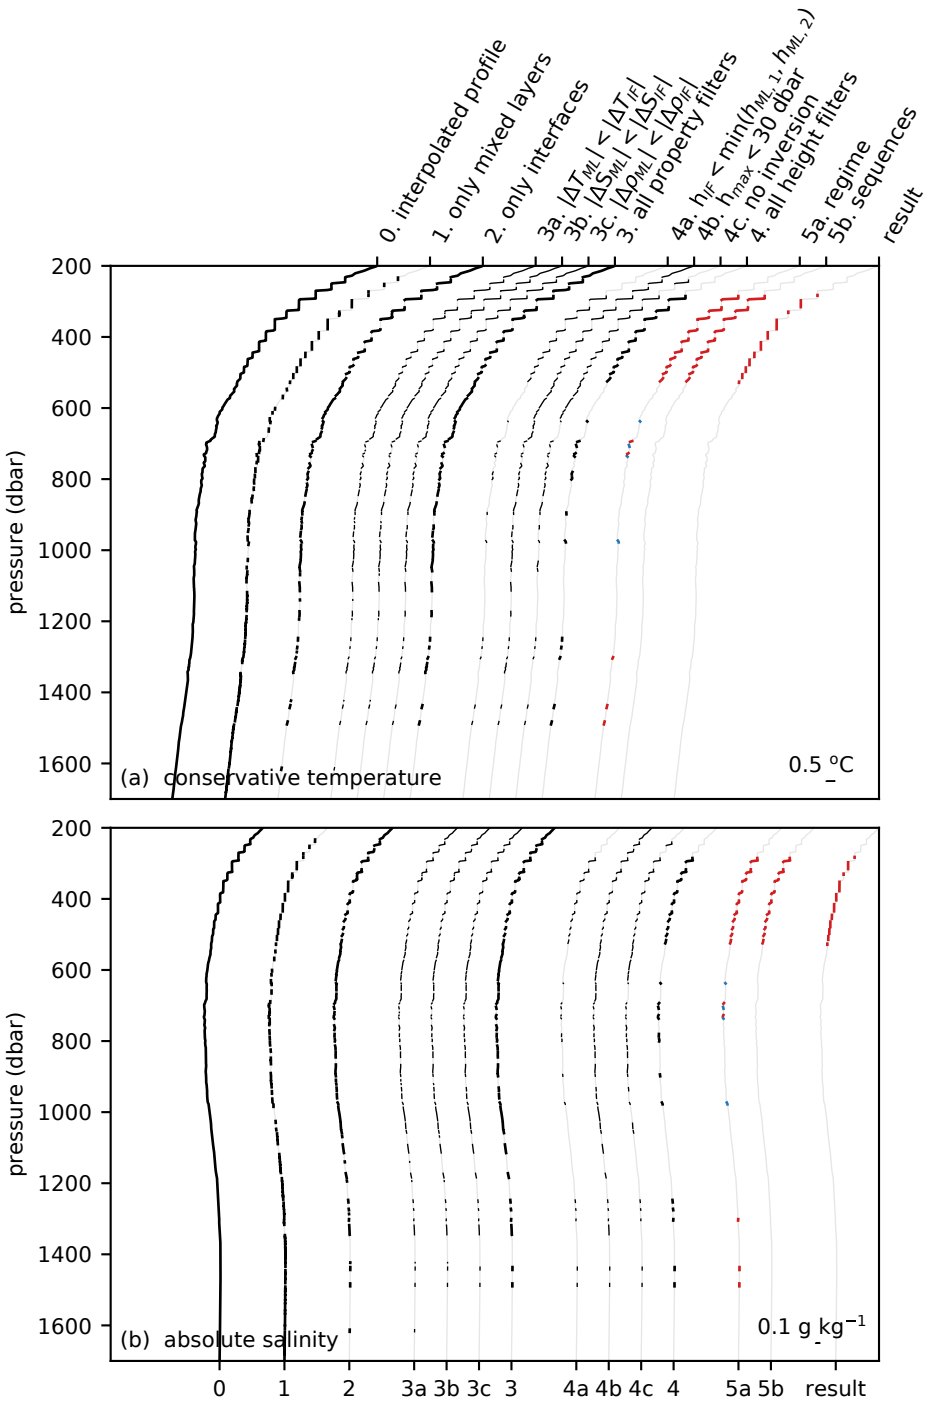 0. interpolated profile
1. only mixed layers
2. only interfaces
3a. |ΔT_ML| < |ΔT_IF|
3b. |ΔS_ML| < |ΔS_IF|
3c. |Δρ_ML| < |Δρ_IF|
3. all property filters
4a. h_IF < min(h_ML, 1, h_ML, 2)
4b. h_max < 30 dbar
4c. no inversion
4. all height filters
5a. regime
5b. sequences
result
200
400
600
800
1000
1200
1400
1600
pressure (dbar)
(a) conservative temperature
0.5 °C
200
400
600
800
1000
1200
1400
1600
pressure (dbar)
(b) absolute salinity
0.1 g kg⁻¹
0 1 2 3a 3b 3c 3 4a 4b 4c 4 5a 5b result